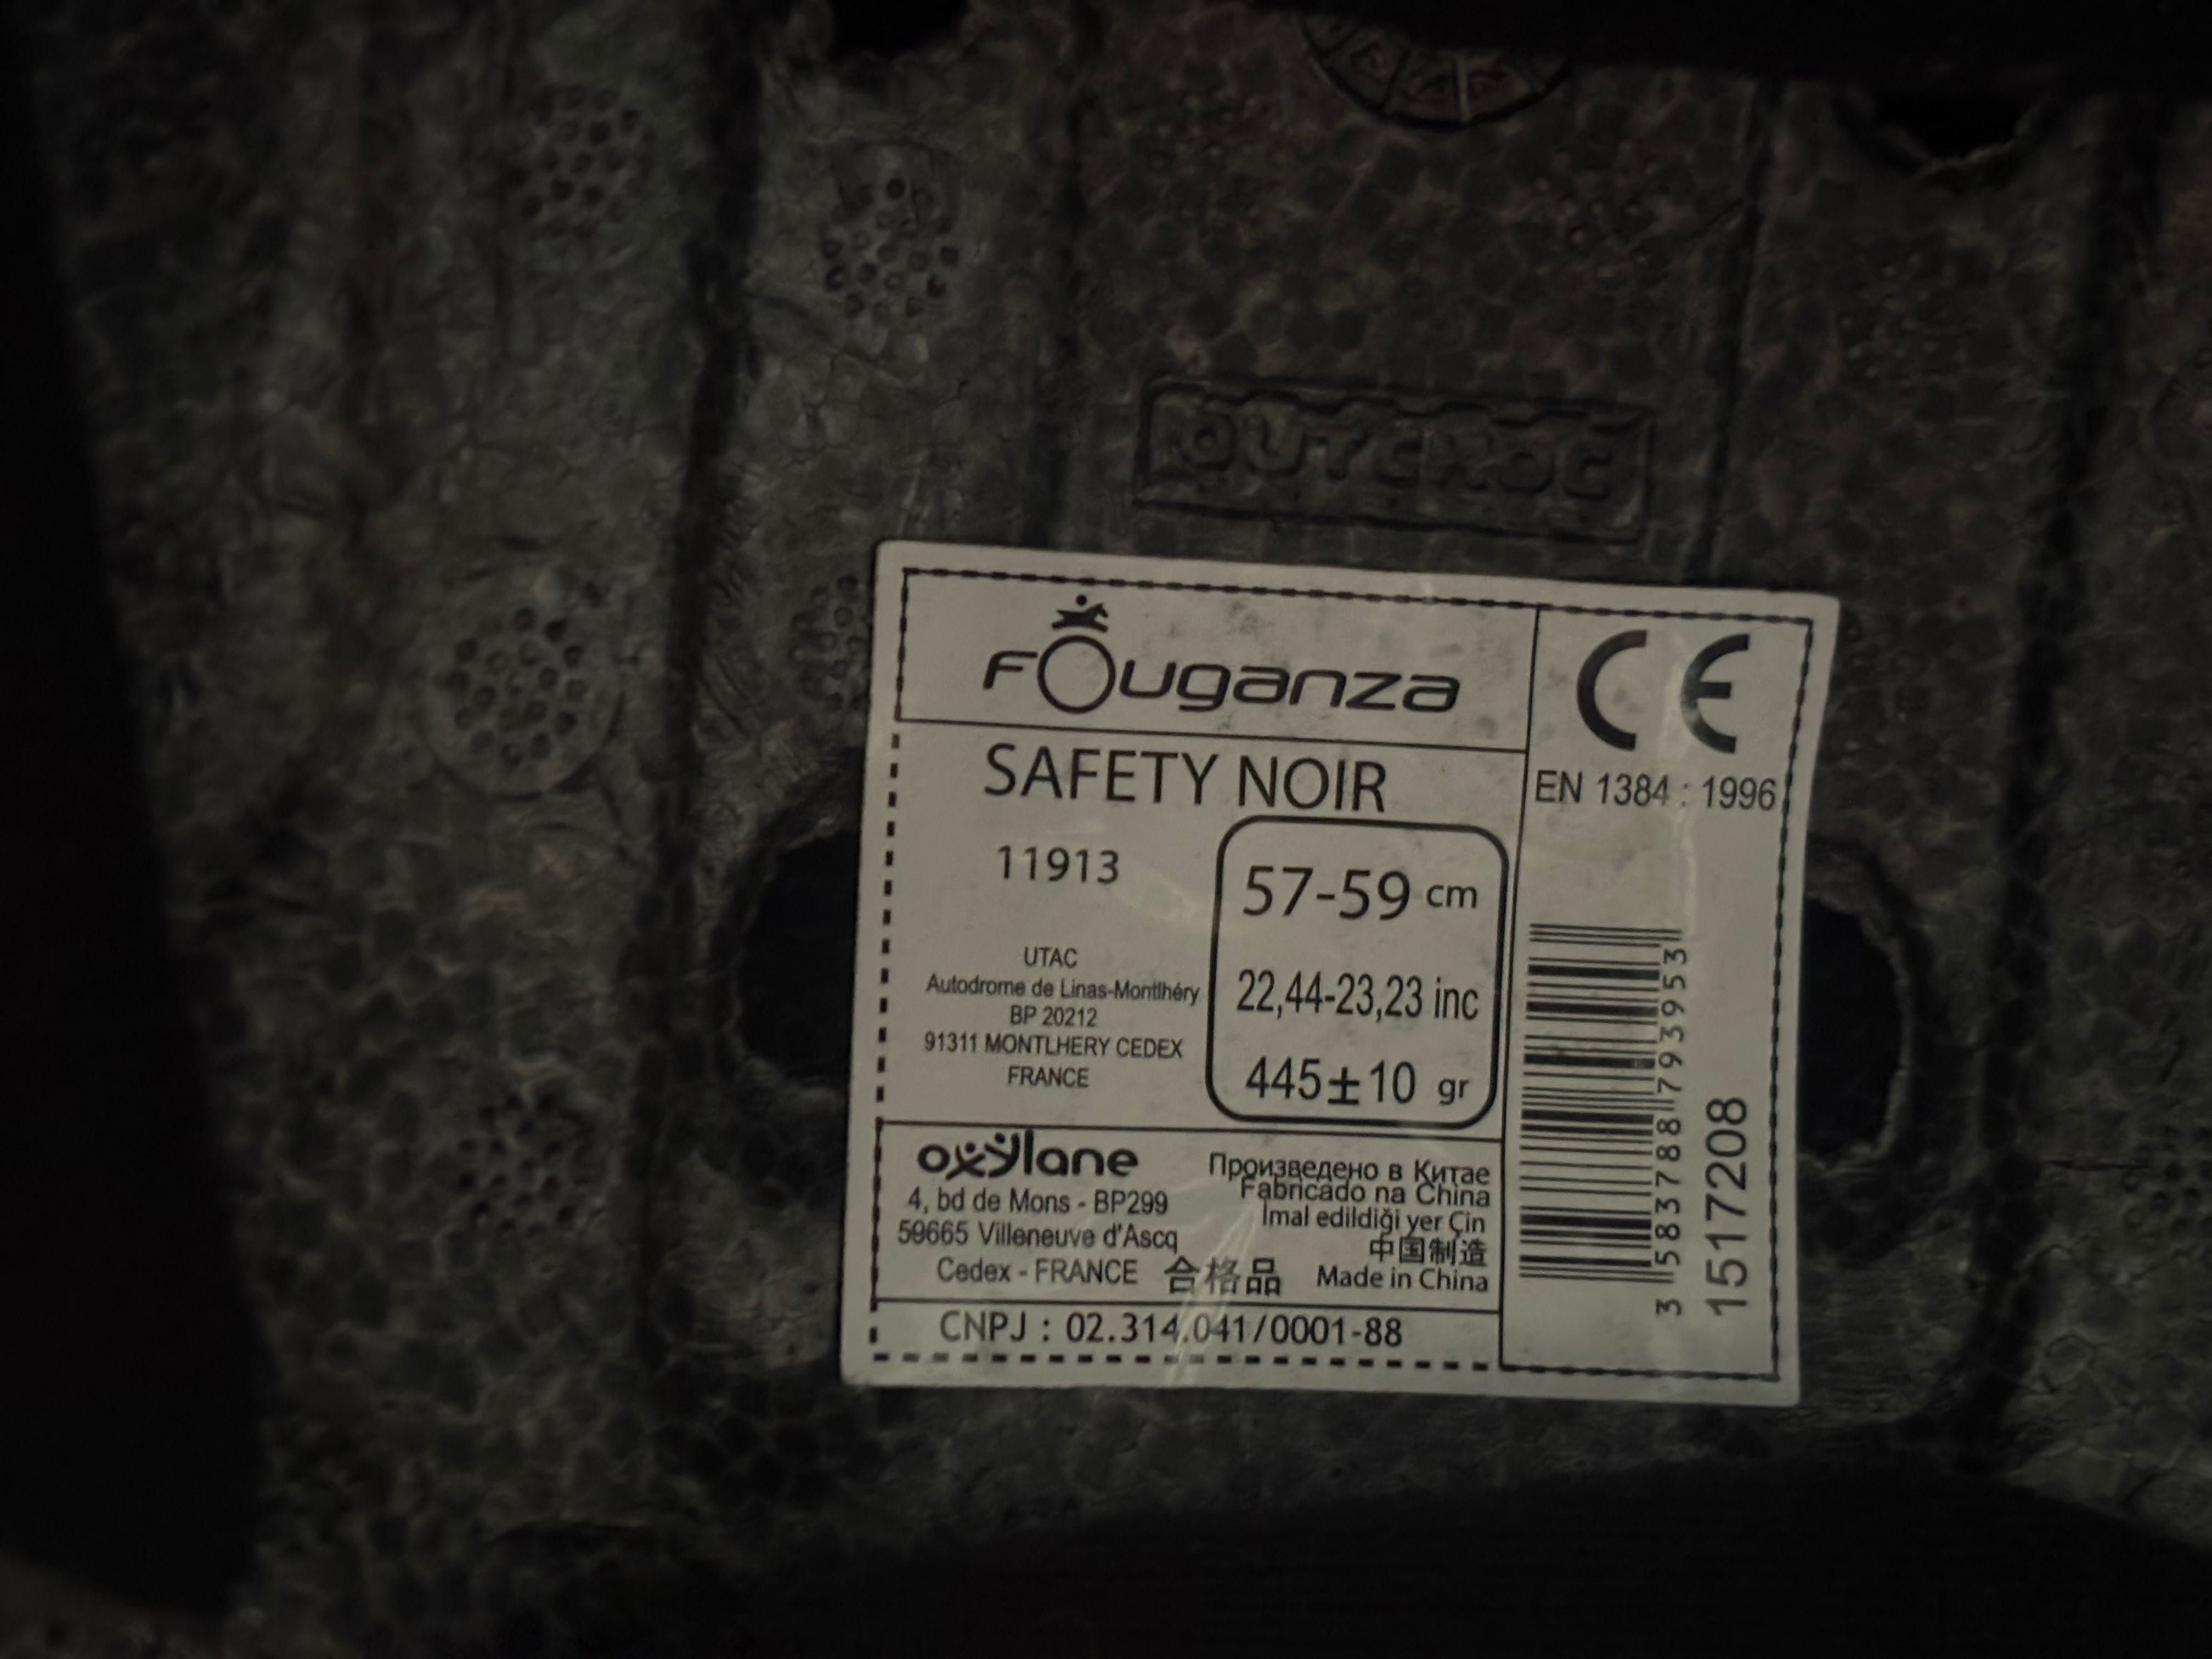 OUTCHOC
FOuganza
CE
SAFETY NOIR
EN 1384 : 1996
11913
57-59 cm
22,44-23,23 inc
445±10 gr
UTAC
Autodrome de Linas-Montlhéry
BP 20212
91311 MONTLHERY CEDEX
FRANCE
oxylane
4, bd de Mons - BP299
59665 Villeneuve d'Ascq
Cedex - FRANCE 合格品
Произведено в Китае
Fabricado na China
İmal edildiği yer Çin
中国制造
Made in China
CNPJ : 02.314.041/0001-88
3 583788 793953
1517208